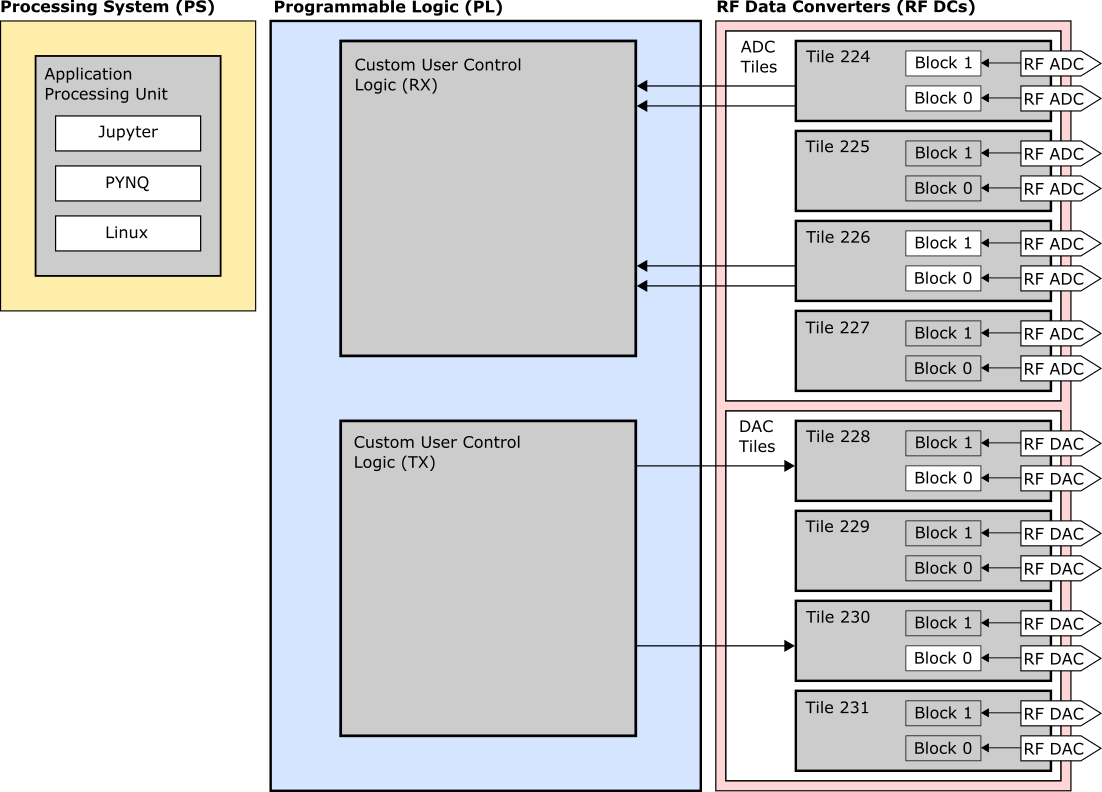 Processing System (PS)
Application
Processing Unit
Jupyter
PYNQ
Linux
Programmable Logic (PL)
Custom User Control
Logic (RX)
Custom User Control
Logic (TX)
RF Data Converters (RF DCs)
ADC
Tiles
Tile 224
Block 1
RF ADC
Block 0
RF ADC
Tile 225
Block 1
RF ADC
Block 0
RF ADC
Tile 226
Block 1
RF ADC
Block 0
RF ADC
Tile 227
Block 1
RF ADC
Block 0
RF ADC
DAC
Tiles
Tile 228
Block 1
RF DAC
Block 0
RF DAC
Tile 229
Block 1
RF DAC
Block 0
RF DAC
Tile 230
Block 1
RF DAC
Block 0
RF DAC
Tile 231
Block 1
RF DAC
Block 0
RF DAC